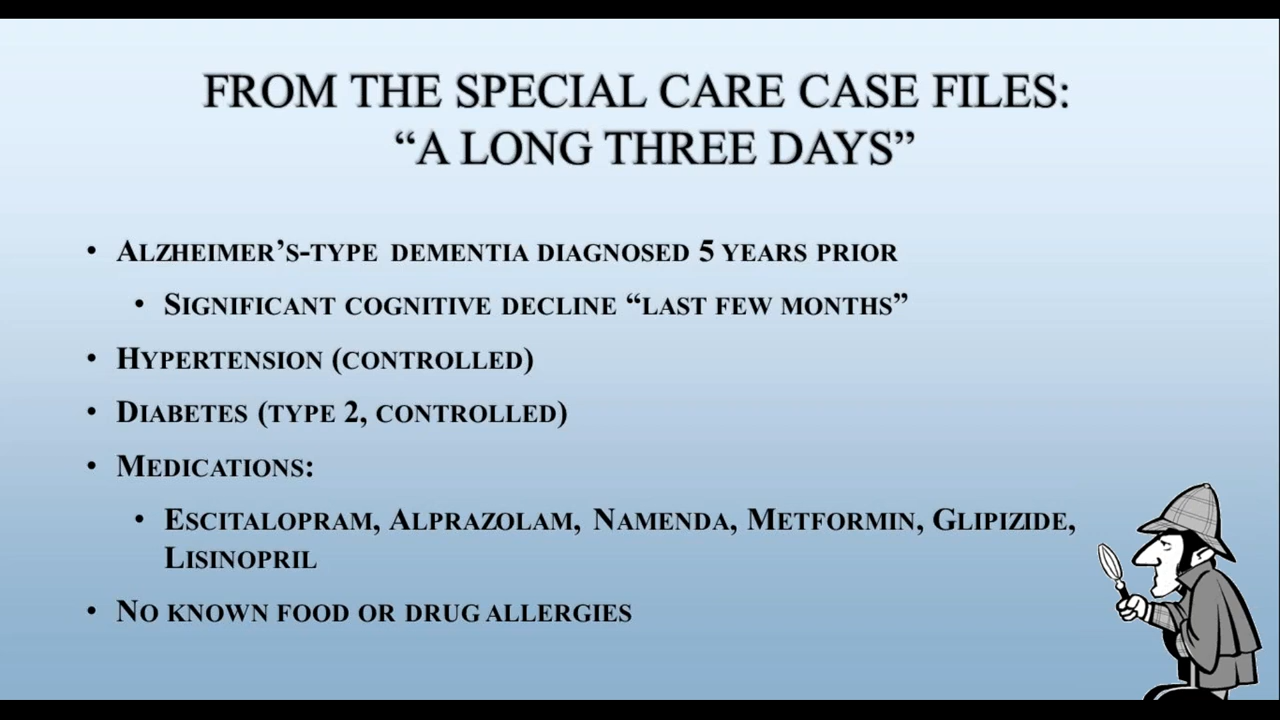 FROM THE SPECIAL CARE CASE FILES:
“A LONG THREE DAYS”
• ALZHEIMER’S-TYPE DEMENTIA DIAGNOSED 5 YEARS PRIOR
• SIGNIFICANT COGNITIVE DECLINE “LAST FEW MONTHS”
• HYPERTENSION (CONTROLLED)
• DIABETES (TYPE 2, CONTROLLED)
• MEDICATIONS:
• ESCITALOPRAM, ALPRAZOLAM, NAMENDA, METFORMIN, GLIPIZIDE,
LISINOPRIL
• NO KNOWN FOOD OR DRUG ALLERGIES